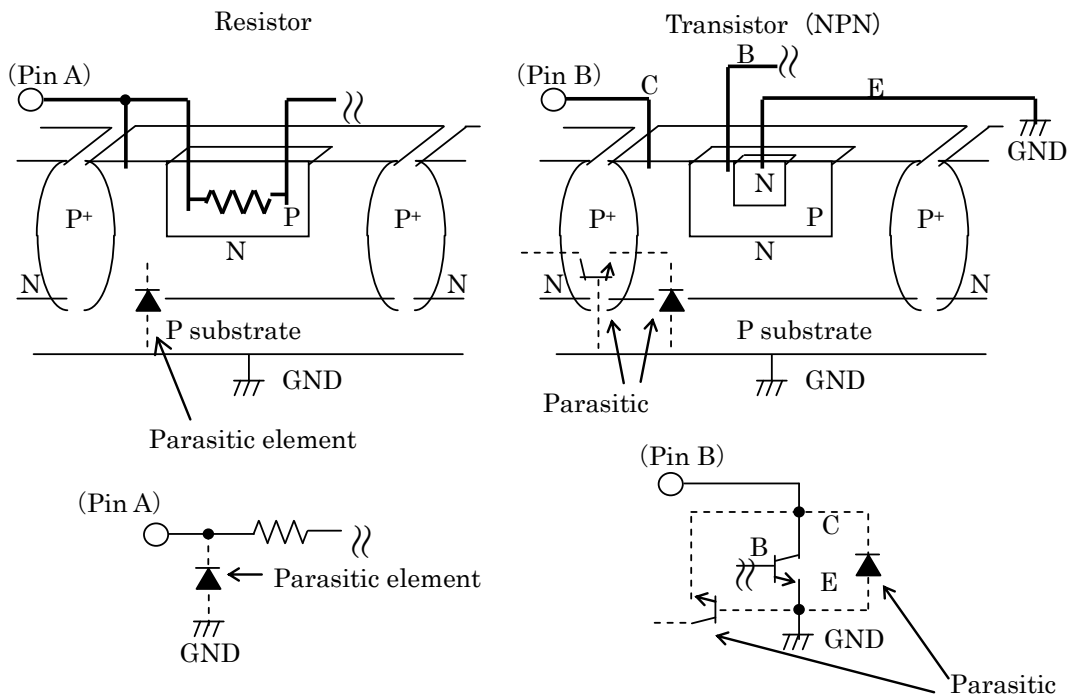 Resistor
(Pin A)
P+
P
P+
N
N
N
P substrate
GND
Parasitic element
(Pin A)
Parasitic element
GND
Transistor (NPN)
(Pin B)
C
B
E
GND
P+
N
P
P+
N
N
N
P substrate
GND
Parasitic
(Pin B)
C
B
E
GND
Parasitic